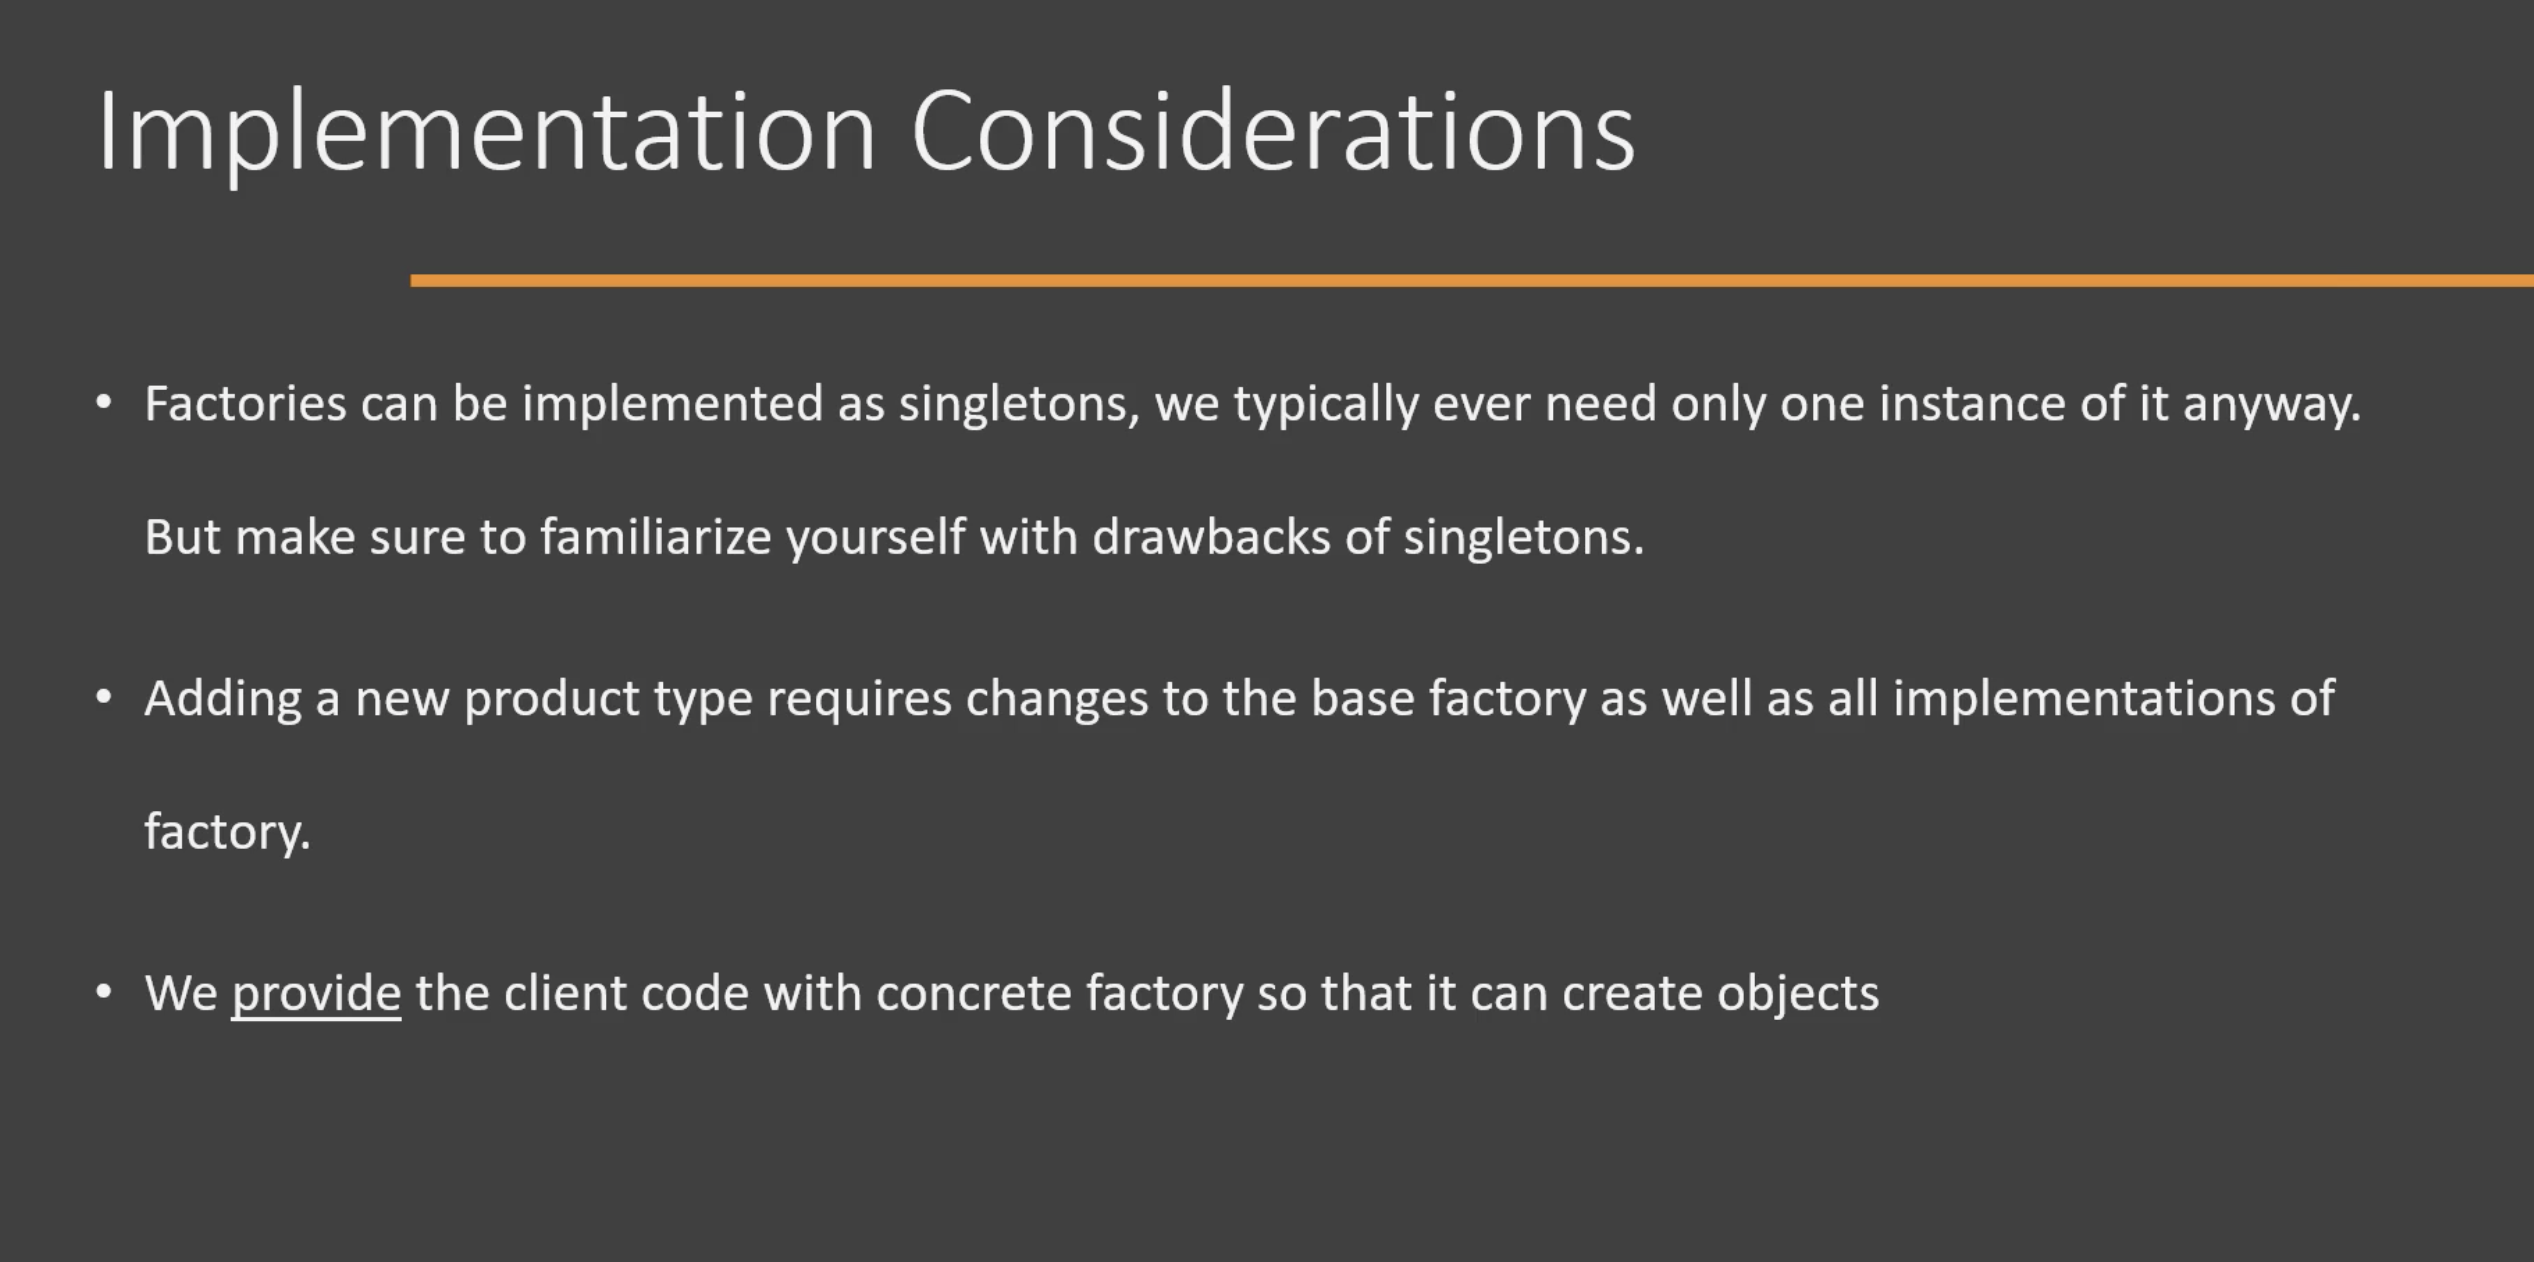 Implementation Considerations
• Factories can be implemented as singletons, we typically ever need only one instance of it anyway.
But make sure to familiarize yourself with drawbacks of singletons.
• Adding a new product type requires changes to the base factory as well as all implementations of
factory.
• We provide the client code with concrete factory so that it can create objects